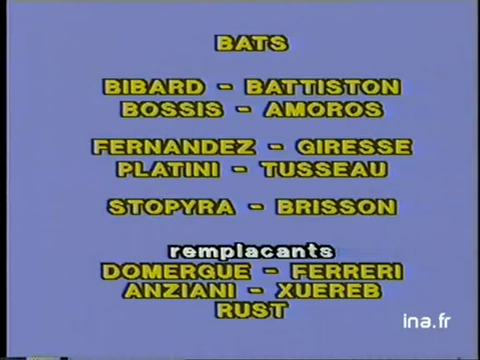 BATS
BIBARD - BATTISTON
BOSSIS - AMOROS
FERNANDEZ - GIRESSE
PLATINI - TUSSEAU
STOPYRA - BRISSON
remplacants
DOMERGUE - FERRERI
ANZIANI - XUEREB
RUST
ina.fr